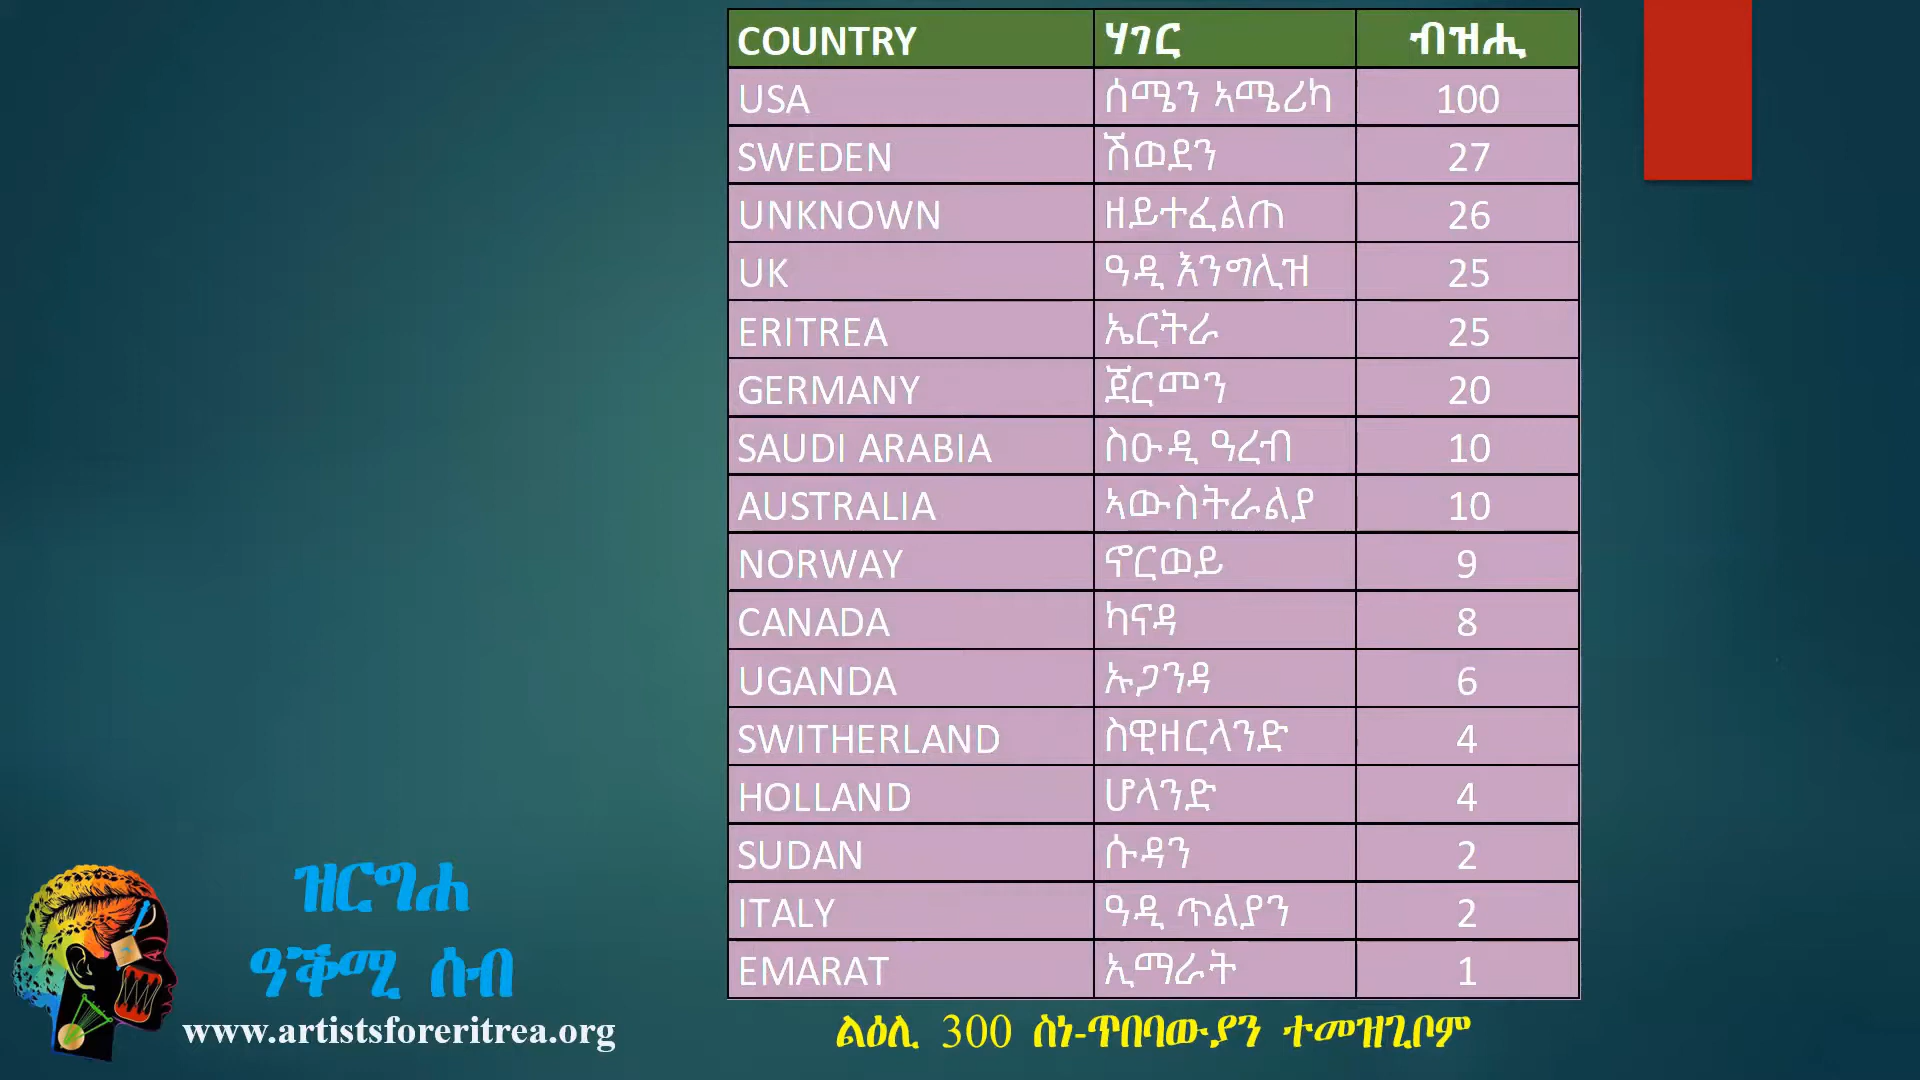 COUNTRY ሃገር ብዝሒ
USA ሰሜን ኣሜሪካ 100
SWEDEN ሽወደን 27
UNKNOWN ዘይተፈልጠ 26
UK ዓዲ እንግሊዝ 25
ERITREA ኤርትራ 25
GERMANY ጀርመን 20
SAUDI ARABIA ስዑዲ ዓረብ 10
AUSTRALIA ኣውስትራልያ 10
NORWAY ኖርወይ 9
CANADA ካናዳ 8
UGANDA ኡጋንዳ 6
SWITHERLAND ስዊዘርላንድ 4
HOLLAND ሆላንድ 4
SUDAN ሱዳን 2
ITALY ዓዲ ጥልያን 2
EMARAT ኢማራት 1
ዝርግሐ
ዓቕሚ ሰብ
www.artistsforeritrea.org
ልዕሊ 300 ስነ-ጥበባውያን ተመዝጊቦም